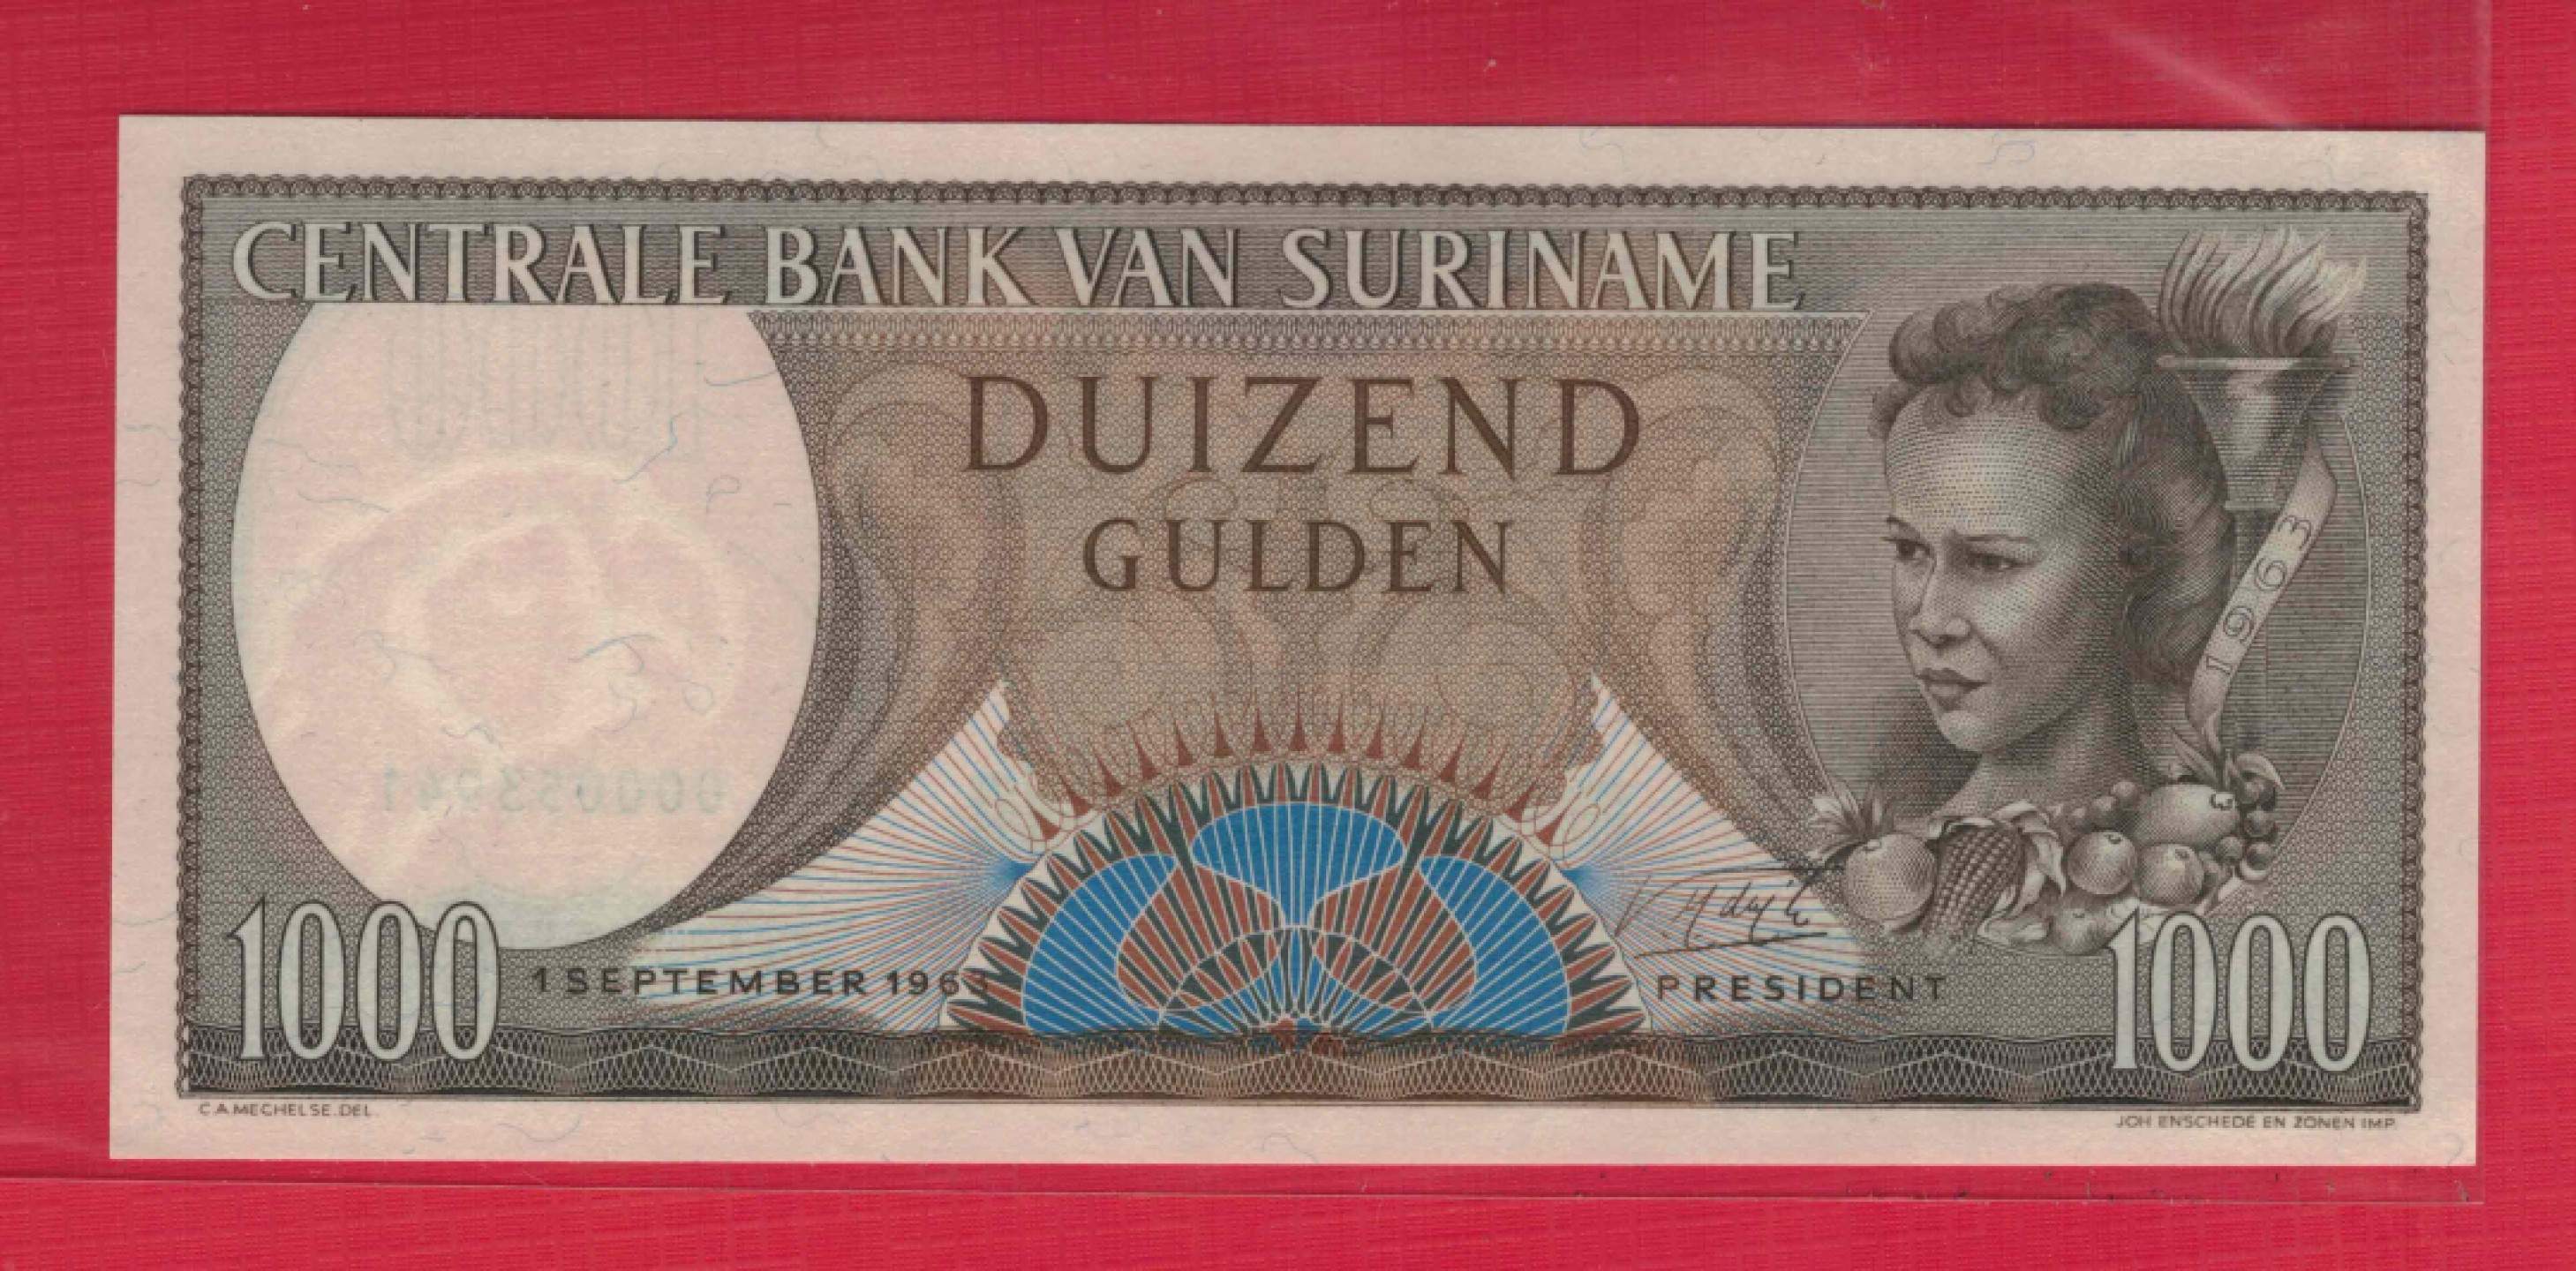 CENTRALE BANK VAN SURINAME
DUIZEND
GULDEN
1963
1000
1 SEPTEMBER 1963
PRESIDENT
1000
C.A.MECHELSE.DEL.
JOH ENSCHEDÉ EN ZONEN IMP.